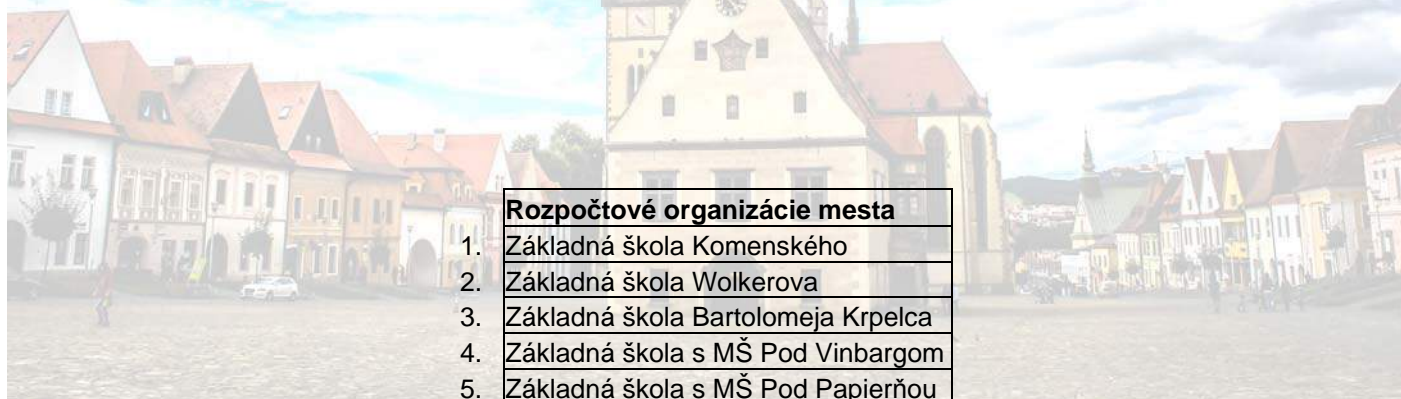 Rozpočtové organizácie mesta
1. Základná škola Komenského
2. Základná škola Wolkerova
3. Základná škola Bartolomeja Krpelca
4. Základná škola s MŠ Pod Vinbargom
5. Základná škola s MŠ Pod Papierňou